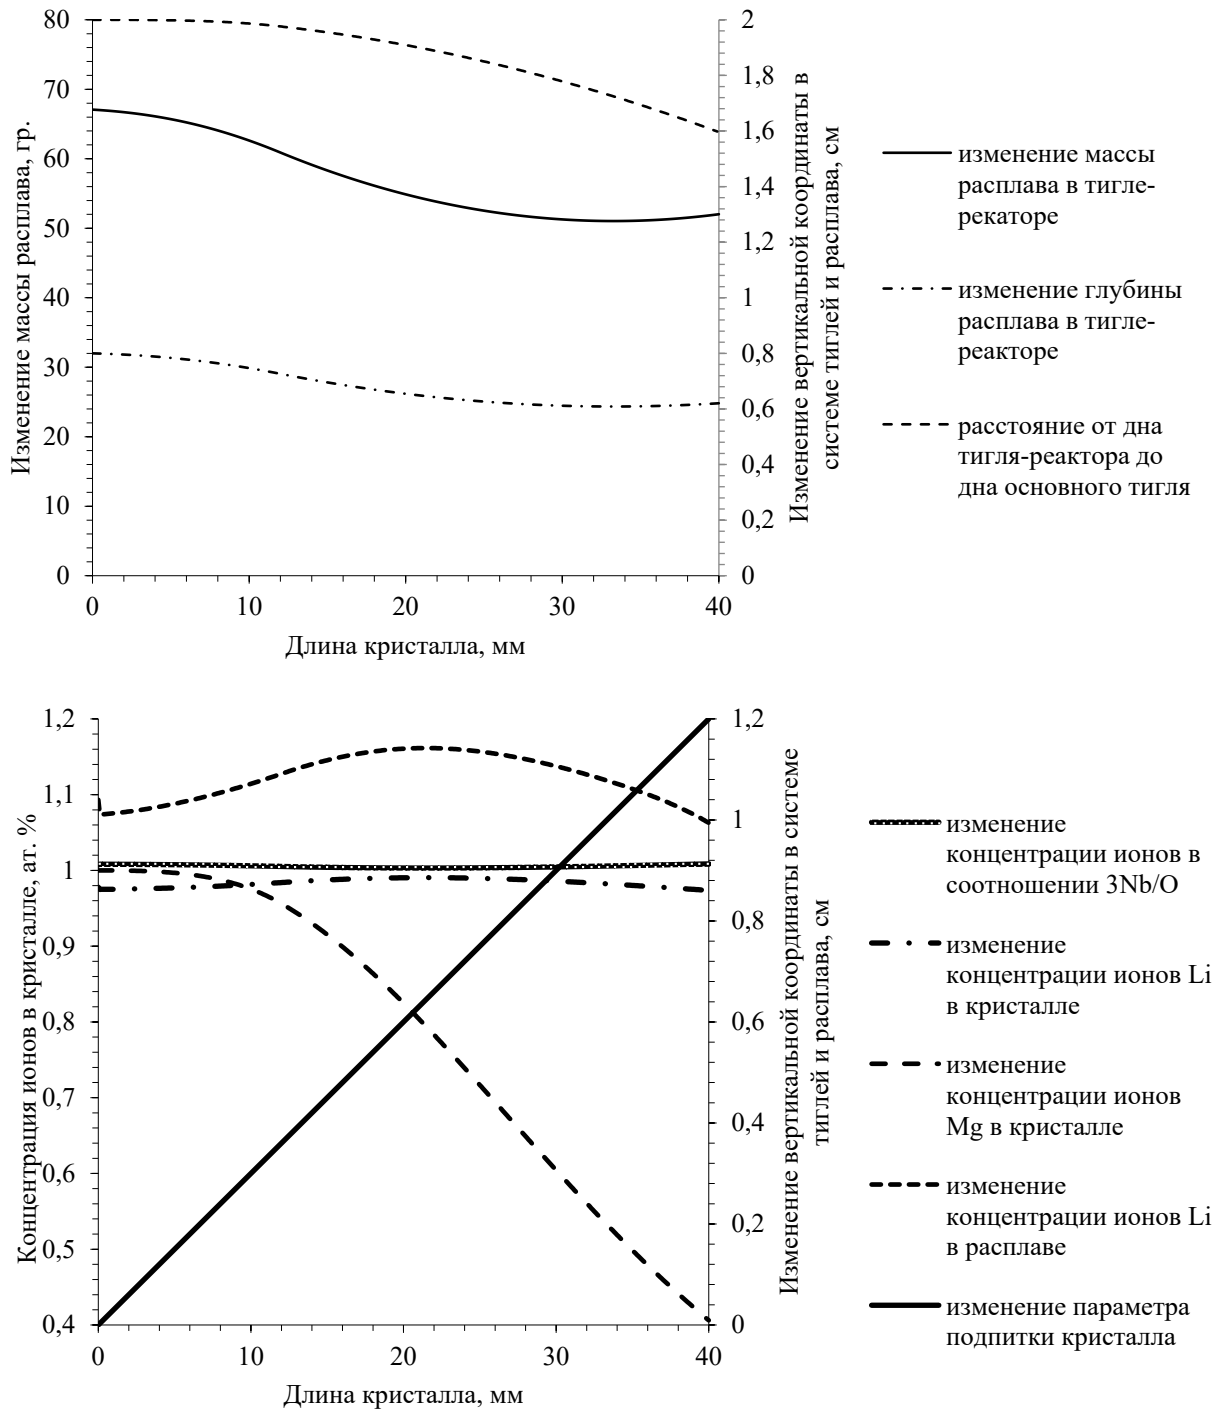 80
70
60
50
40
30
20
10
0
Изменение массы расплава, гр.
2
1,8
1,6
1,4
1,2
1
0,8
0,6
0,4
0,2
0
Изменение вертикальной координаты в
системе тиглей и расплава, см
0 10 20 30 40
Длина кристалла, мм
изменение массы
расплава в тигле-
рекаторе
изменение глубины
расплава в тигле-
реакторе
расстояние от дна
тигля-реактора до
дна основного тигля
1,2
1,1
1
0,9
0,8
0,7
0,6
0,5
0,4
Концентрация ионов в кристалле, ат. %
1,2
1
0,8
0,6
0,4
0,2
0
Изменение вертикальной координаты в системе
тиглей и расплава, см
0 10 20 30 40
Длина кристалла, мм
изменение
концентрации ионов в
соотношении 3Nb/O
изменение
концентрации ионов Li
в кристалле
изменение
концентрации ионов
Mg в кристалле
изменение
концентрации ионов Li
в расплаве
изменение параметра
подпитки кристалла